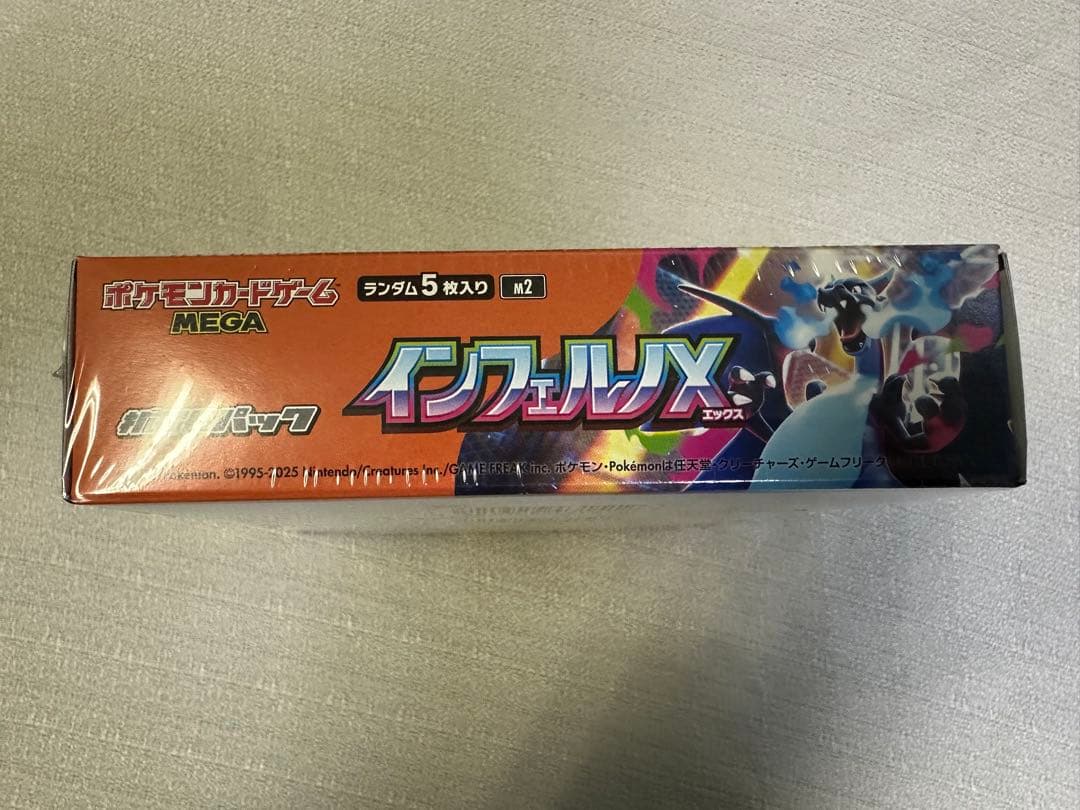 ポケモンカードゲーム
MEGA
ランダム5枚入り M2
インフェルノX
エックス
パック
Pokémon. ©1995-2025 Nintendo/Creatures Inc./GAME FREAK inc. ポケモン・Pokémonは任天堂・クリーチャーズ・ゲームフリーク